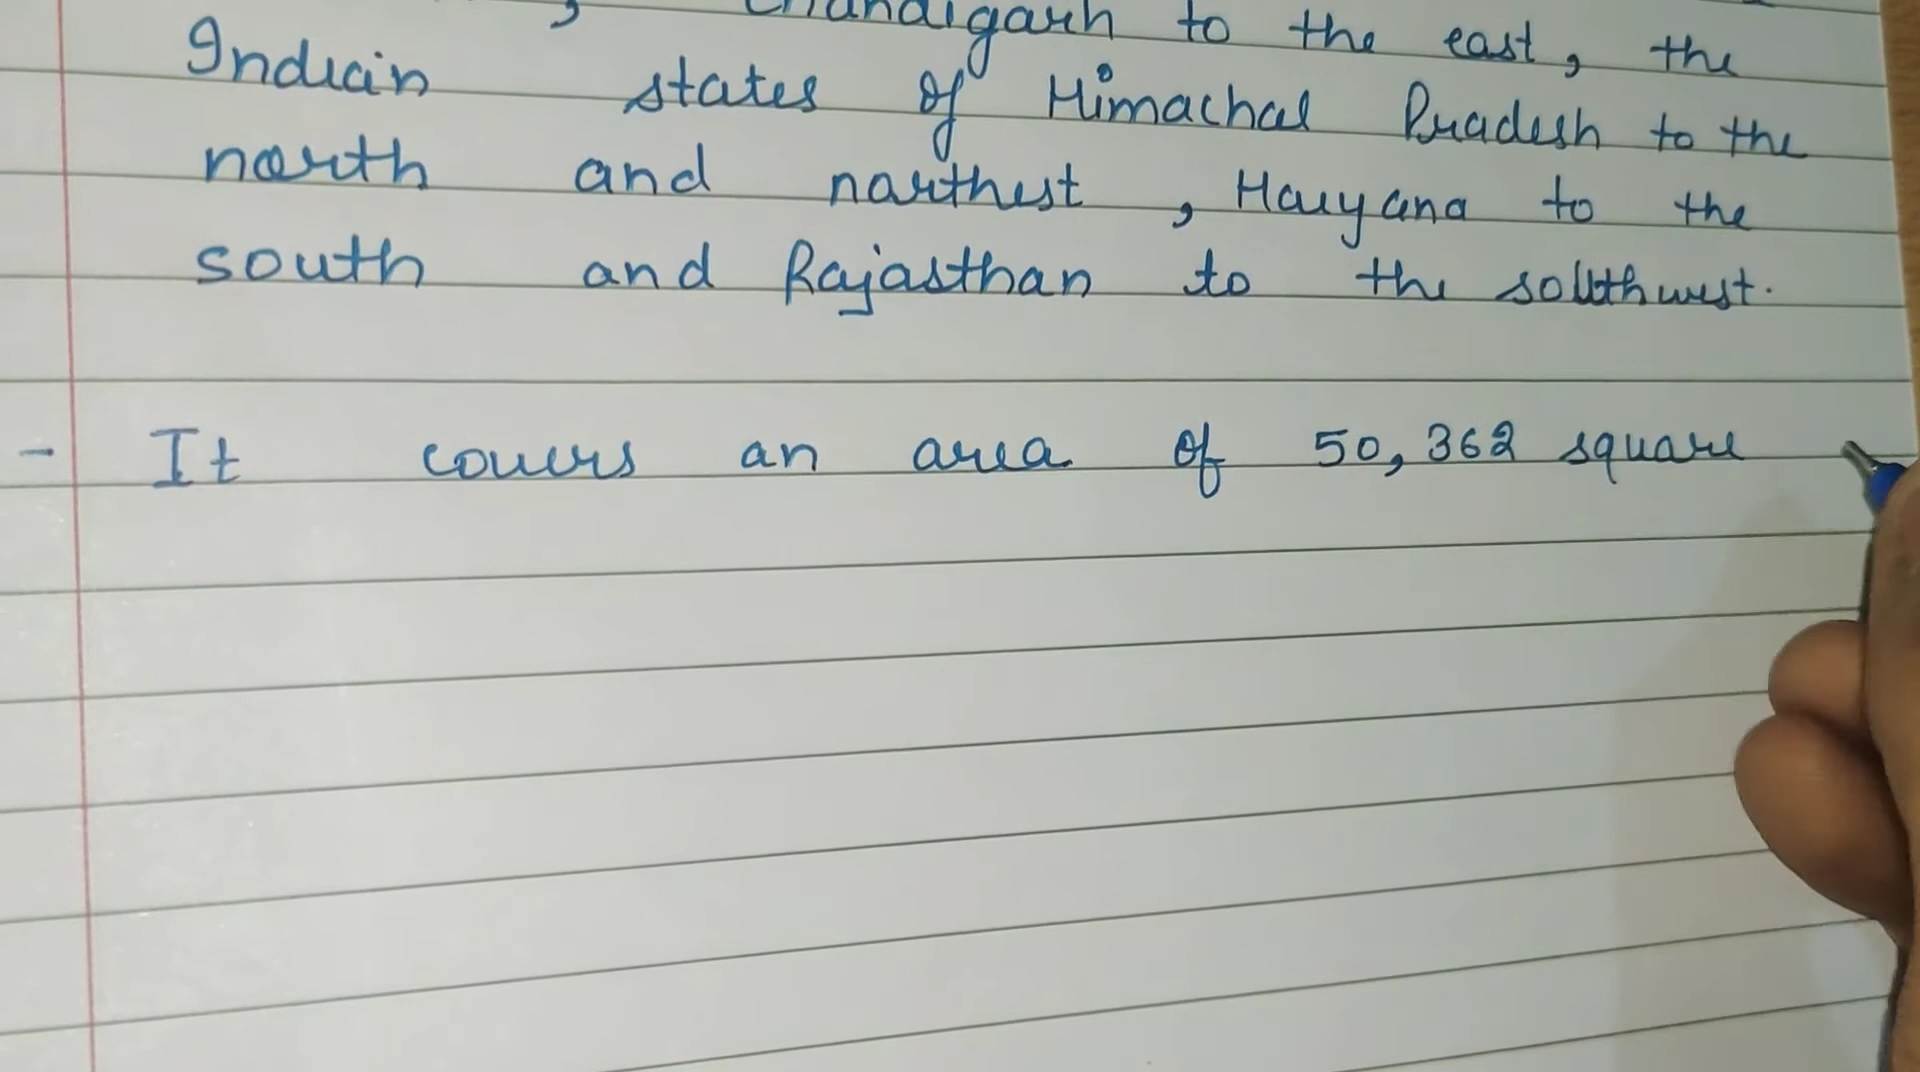 , Chandigarh to the east, the
Indian states of Himachal Pradesh to the
north and northest, Haryana to the
south and Rajasthan to the southwest.
- It covers an area of 50,362 square